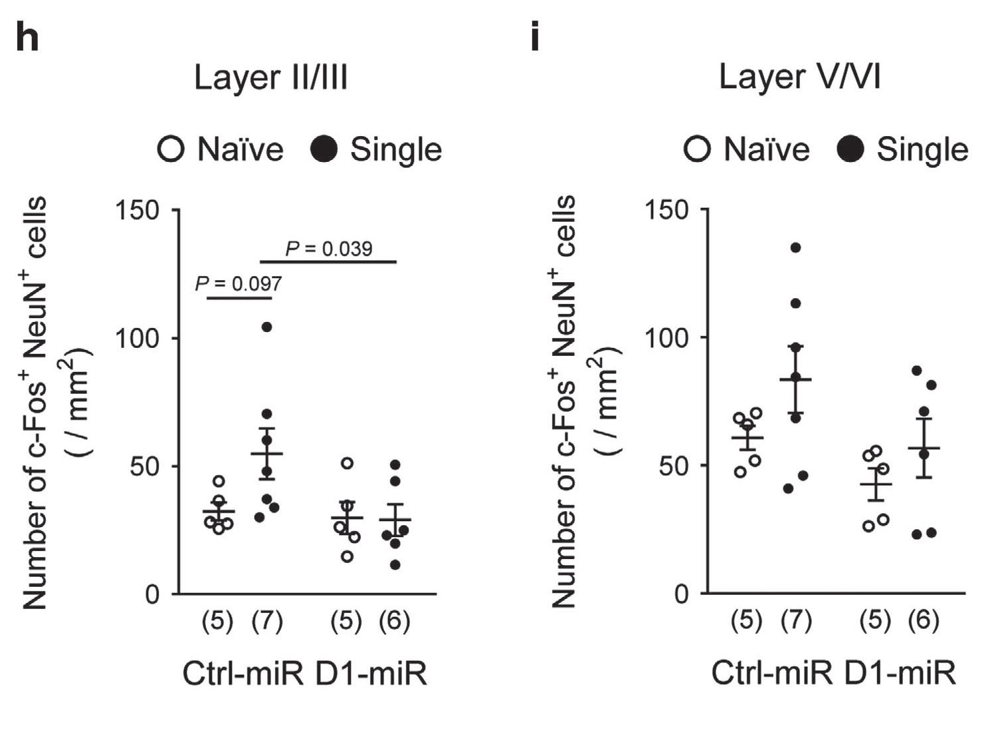 h
Layer II/III
Naïve Single
Number of c-Fos⁺ NeuN⁺ cells
( / mm²)
150
100
50
0
P = 0.039
P = 0.097
(5) (7) (5) (6)
Ctrl-miR D1-miR
i
Layer V/VI
Naïve Single
Number of c-Fos⁺ NeuN⁺ cells
( / mm²)
150
100
50
0
(5) (7) (5) (6)
Ctrl-miR D1-miR